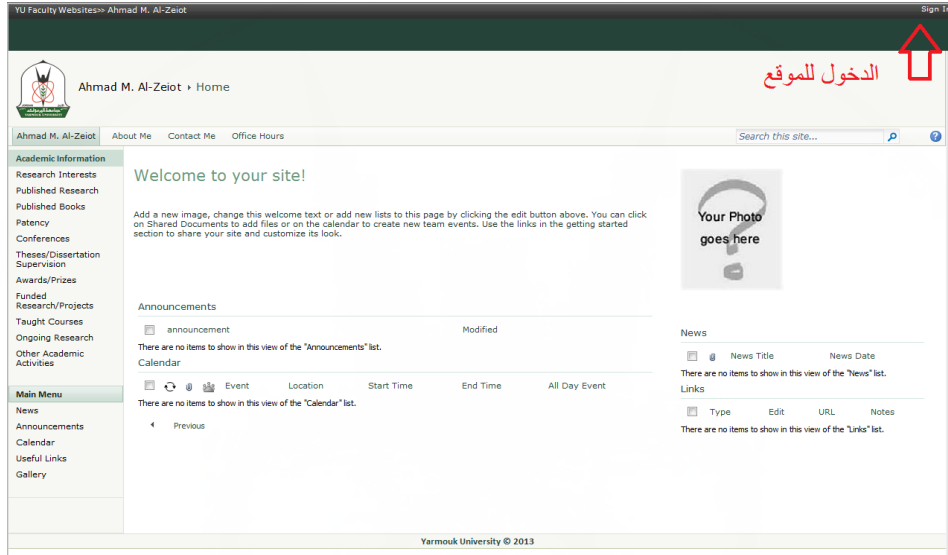 YU Faculty Websites>> Ahmad M. Al-Zeiot
Sign In
الدخول للموقع
Ahmad M. Al-Zeiot Home
YARMOUK UNIVERSITY
Ahmad M. Al-Zeiot About Me Contact Me Office Hours
Search this site...
Academic Information
Research Interests
Published Research
Published Books
Patency
Conferences
Theses/Dissertation
Supervision
Awards/Prizes
Funded
Research/Projects
Taught Courses
Ongoing Research
Other Academic
Activities
Main Menu
News
Announcements
Calendar
Useful Links
Gallery
Welcome to your site!
Add a new image, change this welcome text or add new lists to this page by clicking the edit button above. You can click
on Shared Documents to add files or on the calendar to create new team events. Use the links in the getting started
section to share your site and customize its look.
Announcements
announcement Modified
There are no items to show in this view of the "Announcements" list.
Calendar
Event Location Start Time End Time All Day Event
There are no items to show in this view of the "Calendar" list.
Previous
Your Photo
goes here
News
News Title News Date
There are no items to show in this view of the "News" list.
Links
Type Edit URL Notes
There are no items to show in this view of the "Links" list.
Yarmouk University © 2013